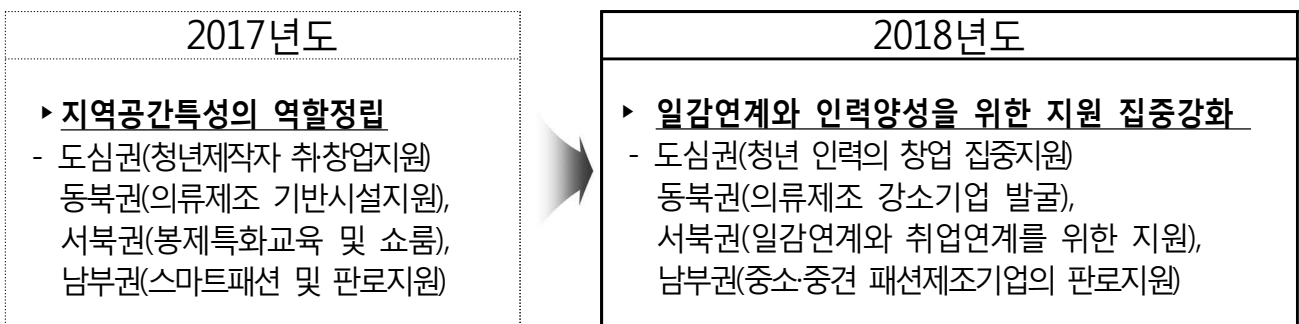 2017년도
▸지역공간특성의 역할정립
- 도심권(청년제작자 취·창업지원)
동북권(의류제조 기반시설지원),
서북권(봉제특화교육 및 쇼룸),
남부권(스마트패션 및 판로지원)
2018년도
▸ 일감연계와 인력양성을 위한 지원 집중강화
- 도심권(청년 인력의 창업 집중지원)
동북권(의류제조 강소기업 발굴),
서북권(일감연계와 취업연계를 위한 지원),
남부권(중소·중견 패션제조기업의 판로지원)